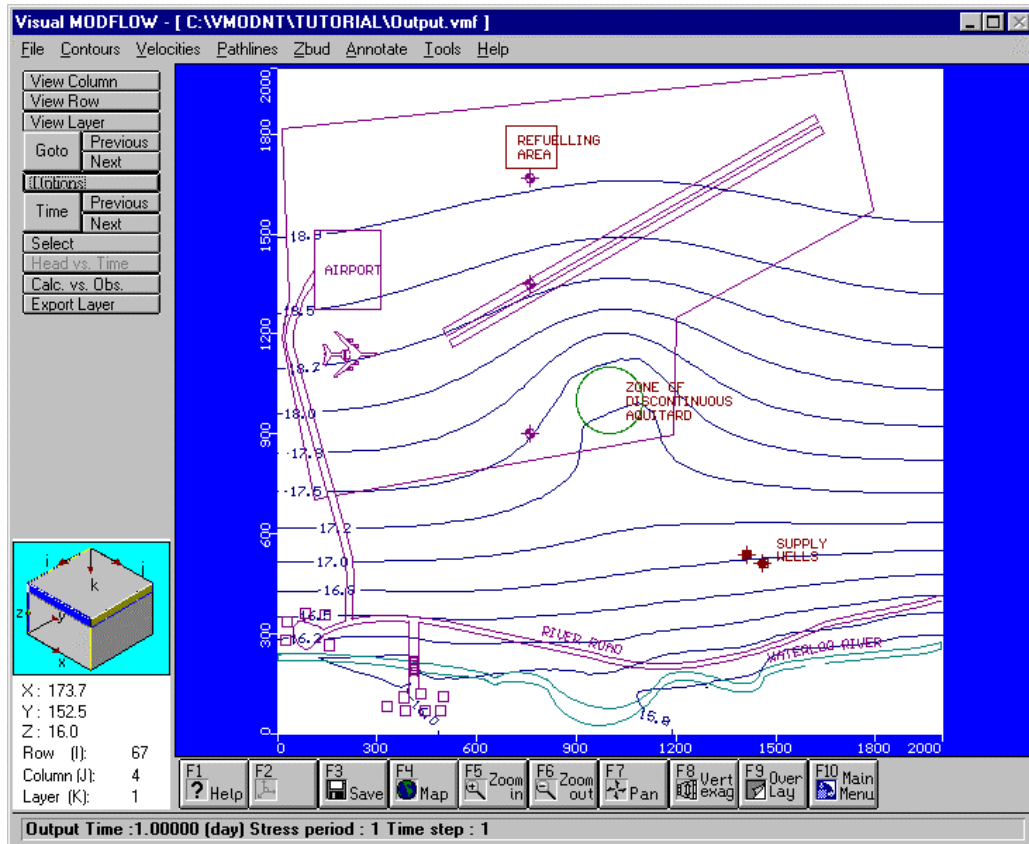 Visual MODFLOW - [ C:\VMODNT\TUTORIAL\Output.vmf ]
File Contours Velocities Pathlines Zbud Annotate Tools Help
View Column
View Row
View Layer
Goto
Previous
Next
Options
Time
Previous
Next
Select
Head vs. Time
Calc. vs. Obs.
Export Layer
2000
1800
1500
1200
900
600
300
0
REFUELLING
AREA
18.
AIRPORT
18.5
18.2
18.0
17.
17.5
17.2
17.0
16.8
16.5
16.2
16.0
15.8
ZONE OF
DISCONTINUOUS
AQUITARD
SUPPLY
WELLS
RIVER ROAD
WATERLOO RIVER
0 300 600 900 1200 1500 1800 2000
i
j
k
z
y
x
X : 173.7
Y : 152.5
Z : 16.0
Row (I): 67
Column (J): 4
Layer (K): 1
F1 ? Help
F2
F3 Save
F4 Map
F5 Zoom in
F6 Zoom out
F7 Pan
F8 Vert exag
F9 Over Lay
F10 Main Menu
Output Time :1.00000 (day) Stress period : 1 Time step : 1